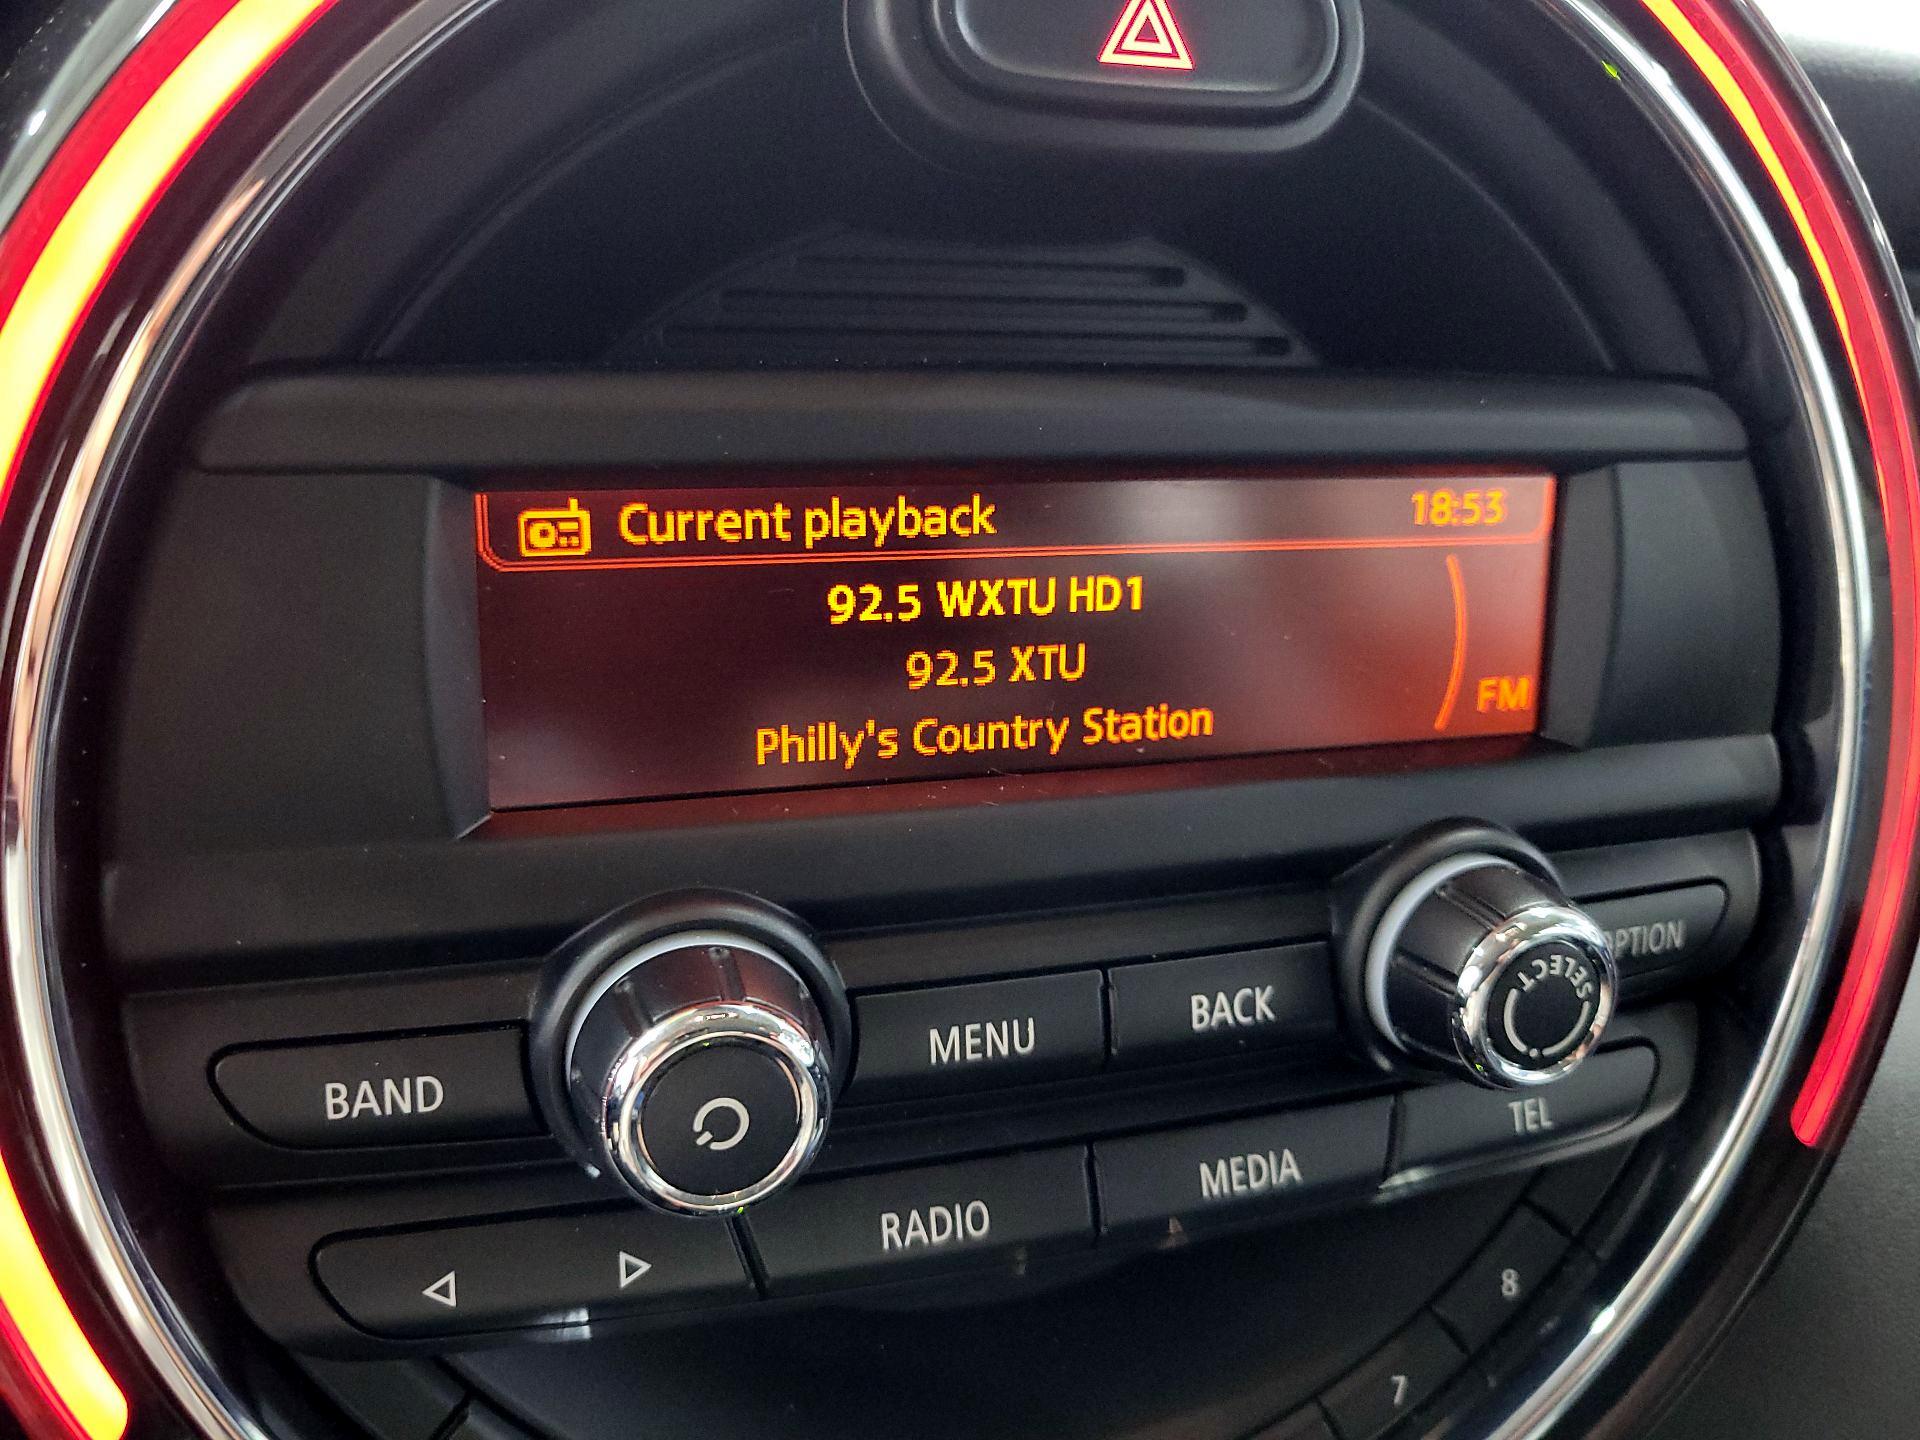 Current playback 18:53
92.5 WXTU HD1
92.5 XTU
FM
Philly's Country Station
OPTION
SELECT
BACK
MENU
BAND
TEL
MEDIA
RADIO
8
7